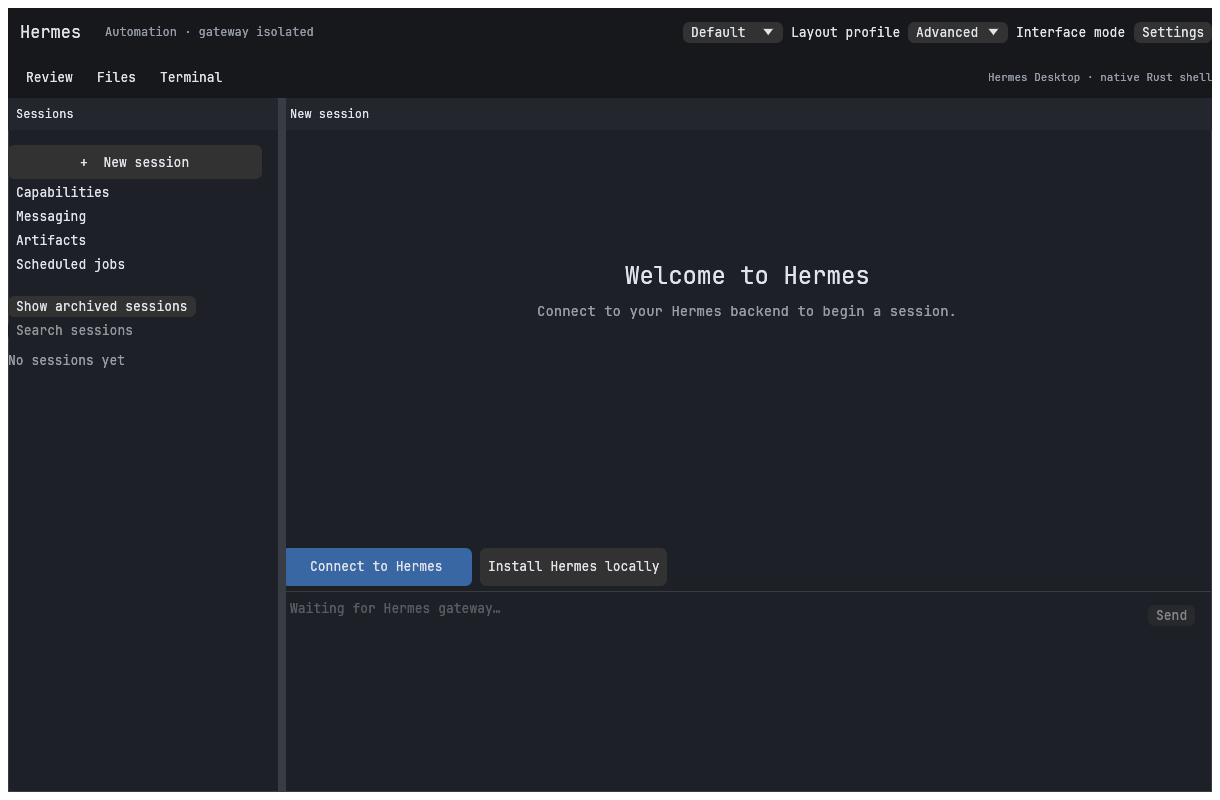 Hermes Automation · gateway isolated Default Layout profile Advanced Interface mode Settings
Review Files Terminal Hermes Desktop · native Rust shell
Sessions
New session
+ New session
Capabilities
Messaging
Artifacts
Scheduled jobs
Show archived sessions
Search sessions
No sessions yet
Welcome to Hermes
Connect to your Hermes backend to begin a session.
Connect to Hermes Install Hermes locally
Waiting for Hermes gateway…
Send